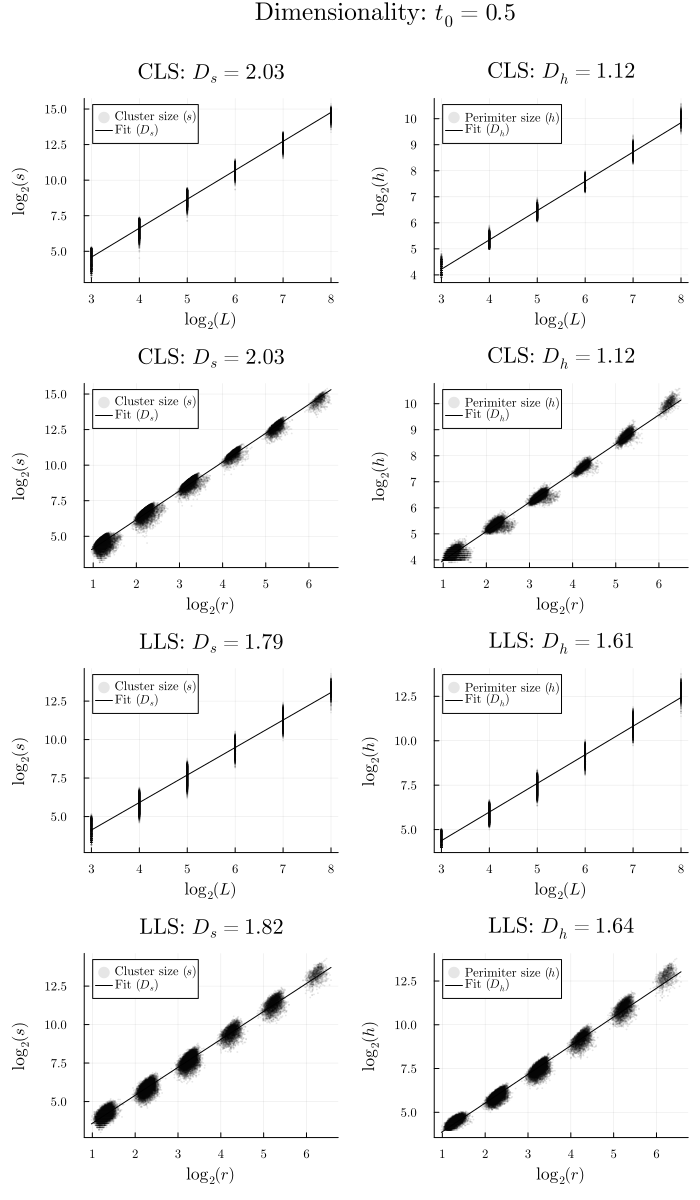 Dimensionality: t₀ = 0.5
CLS: Dₛ = 2.03
CLS: Dₕ = 1.12
15.0
12.5
10.0
7.5
5.0
log₂(s)
Cluster size (s)
Fit (Dₛ)
3 4 5 6 7 8
log₂(L)
10
9
8
7
6
5
4
log₂(h)
Perimiter size (h)
Fit (Dₕ)
3 4 5 6 7 8
log₂(L)
CLS: Dₛ = 2.03
CLS: Dₕ = 1.12
15.0
12.5
10.0
7.5
5.0
log₂(s)
Cluster size (s)
Fit (Dₛ)
1 2 3 4 5 6
log₂(r)
10
9
8
7
6
5
4
log₂(h)
Perimiter size (h)
Fit (Dₕ)
1 2 3 4 5 6
log₂(r)
LLS: Dₛ = 1.79
LLS: Dₕ = 1.61
12.5
10.0
7.5
5.0
log₂(s)
Cluster size (s)
Fit (Dₛ)
3 4 5 6 7 8
log₂(L)
12.5
10.0
7.5
5.0
log₂(h)
Perimiter size (h)
Fit (Dₕ)
3 4 5 6 7 8
log₂(L)
LLS: Dₛ = 1.82
LLS: Dₕ = 1.64
12.5
10.0
7.5
5.0
log₂(s)
Cluster size (s)
Fit (Dₛ)
1 2 3 4 5 6
log₂(r)
12.5
10.0
7.5
5.0
log₂(h)
Perimiter size (h)
Fit (Dₕ)
1 2 3 4 5 6
log₂(r)